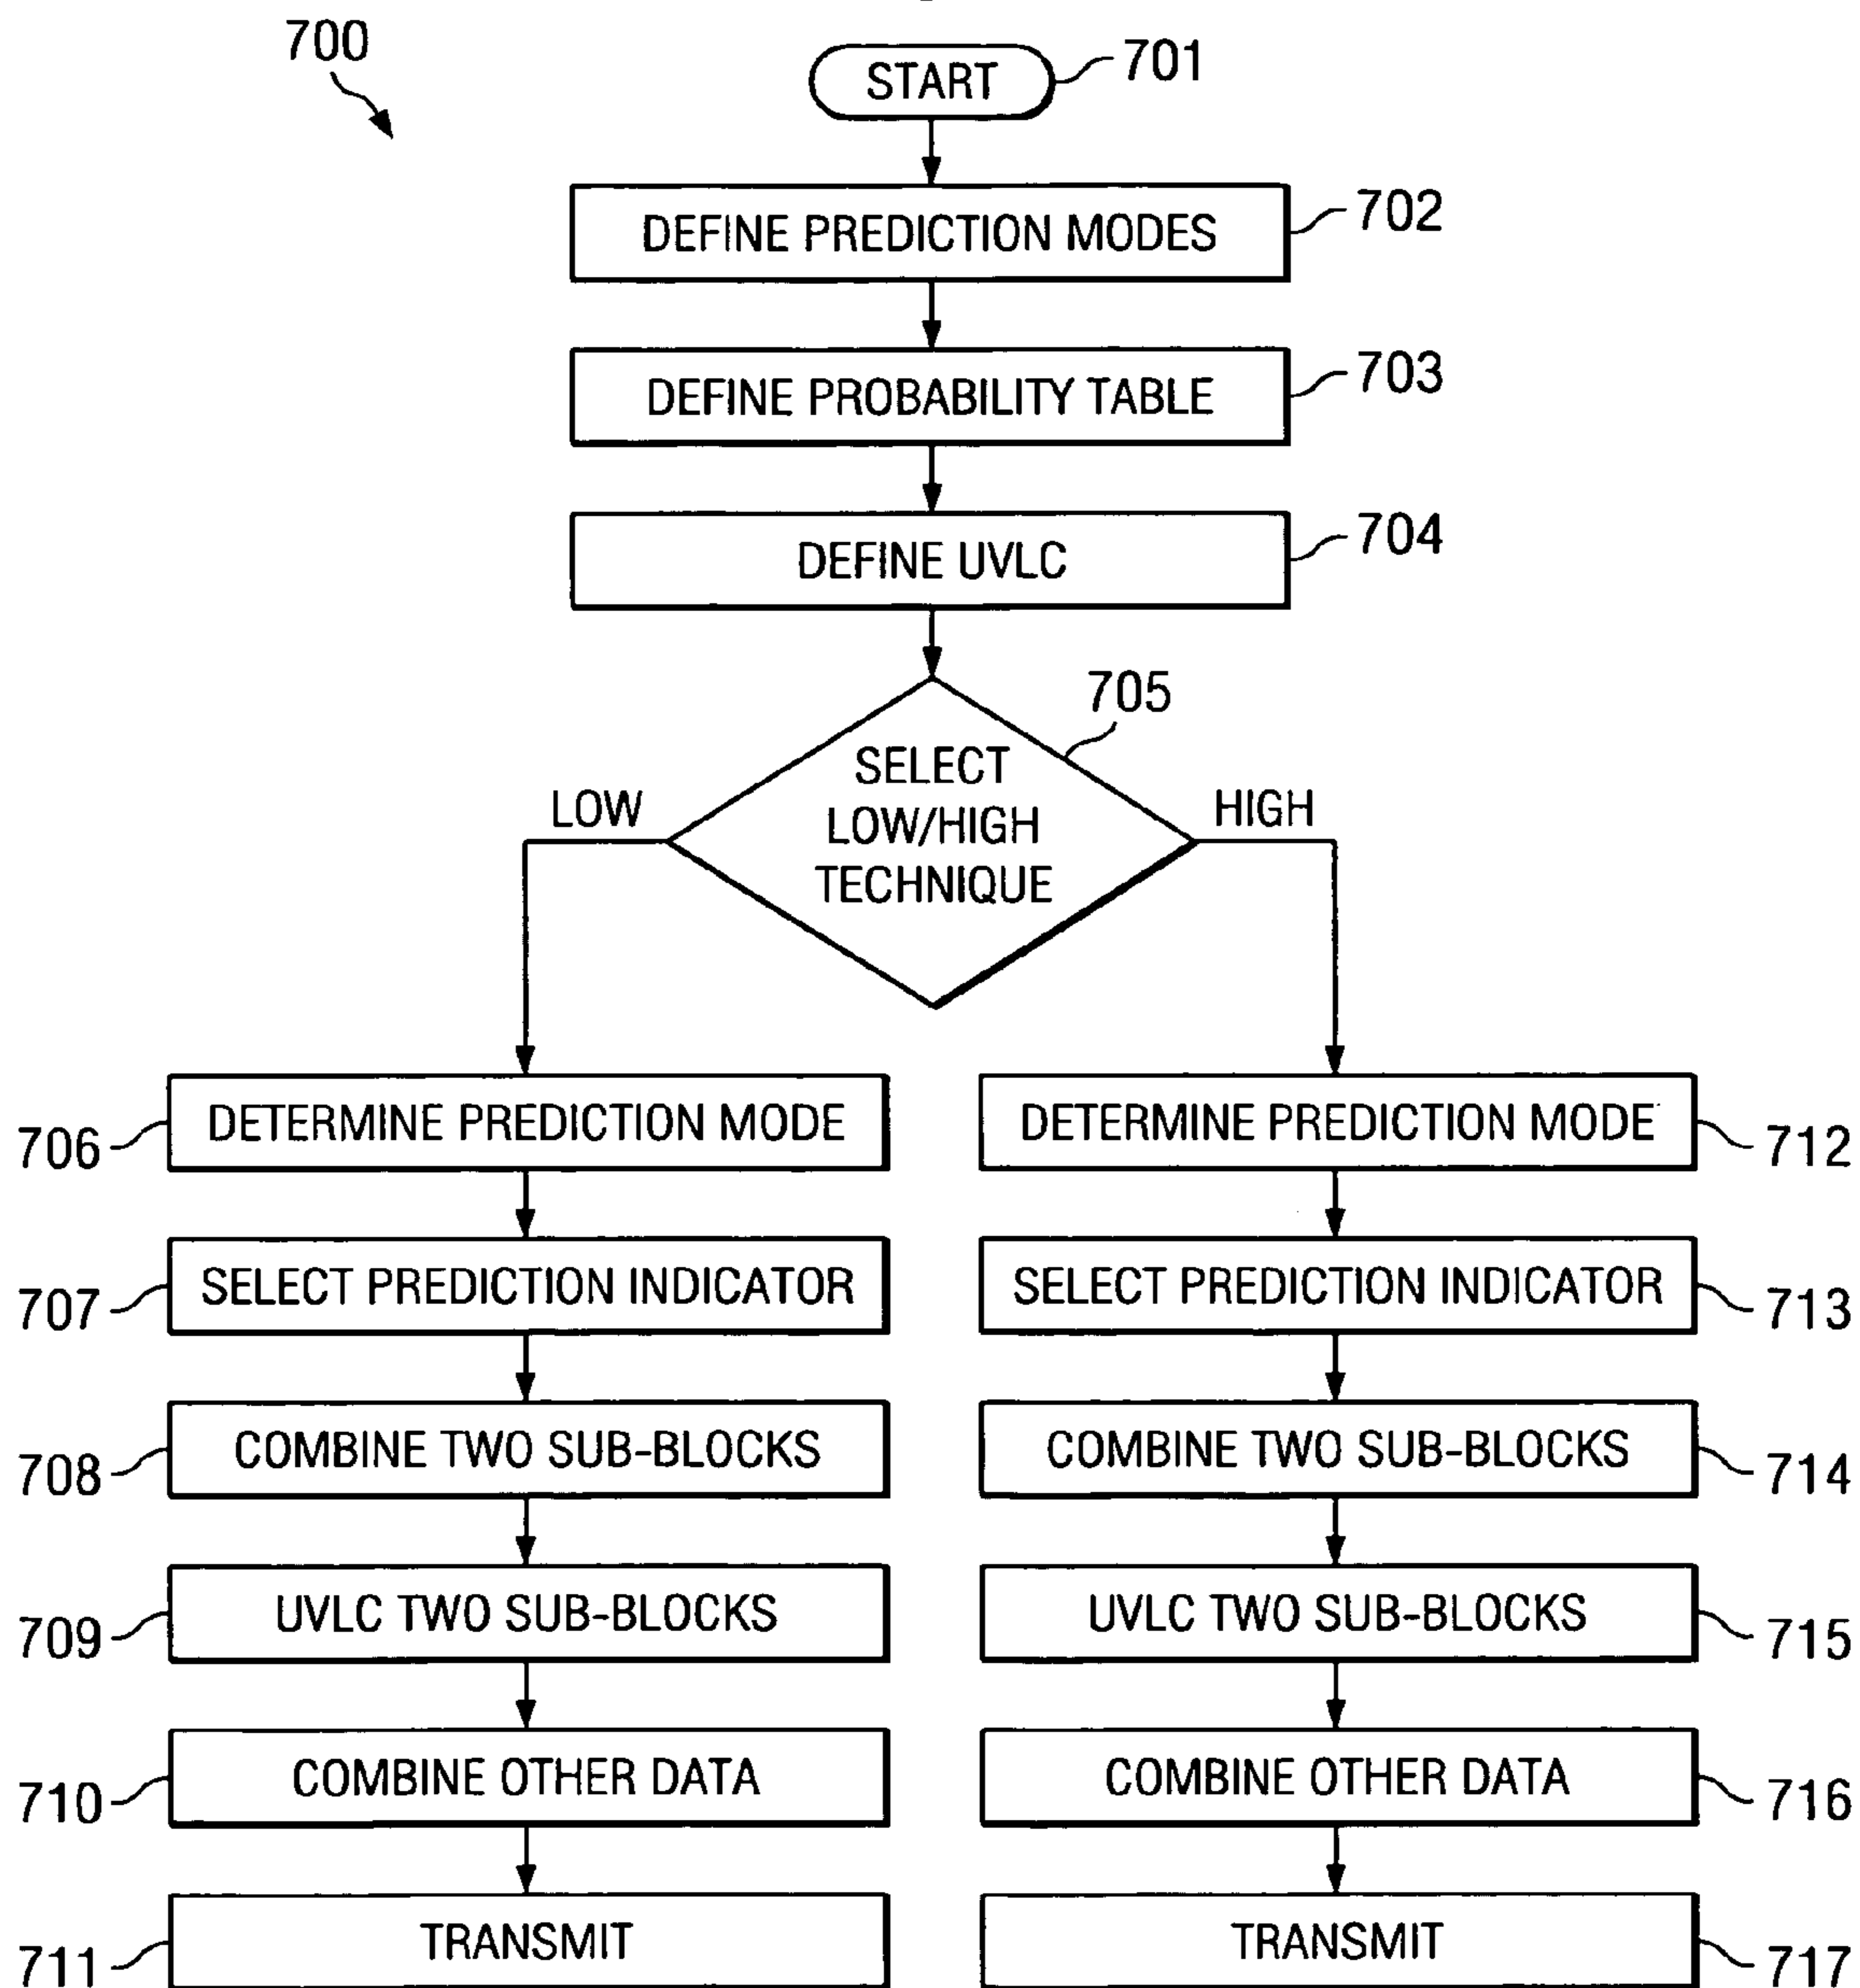 700
START
701
DEFINE PREDICTION MODES
702
DEFINE PROBABILITY TABLE
703
DEFINE UVLC
704
705
SELECT
LOW/HIGH
TECHNIQUE
LOW
HIGH
706
DETERMINE PREDICTION MODE
DETERMINE PREDICTION MODE
712
707
SELECT PREDICTION INDICATOR
SELECT PREDICTION INDICATOR
713
708
COMBINE TWO SUB-BLOCKS
COMBINE TWO SUB-BLOCKS
714
709
UVLC TWO SUB-BLOCKS
UVLC TWO SUB-BLOCKS
715
710
COMBINE OTHER DATA
COMBINE OTHER DATA
716
711
TRANSMIT
TRANSMIT
717